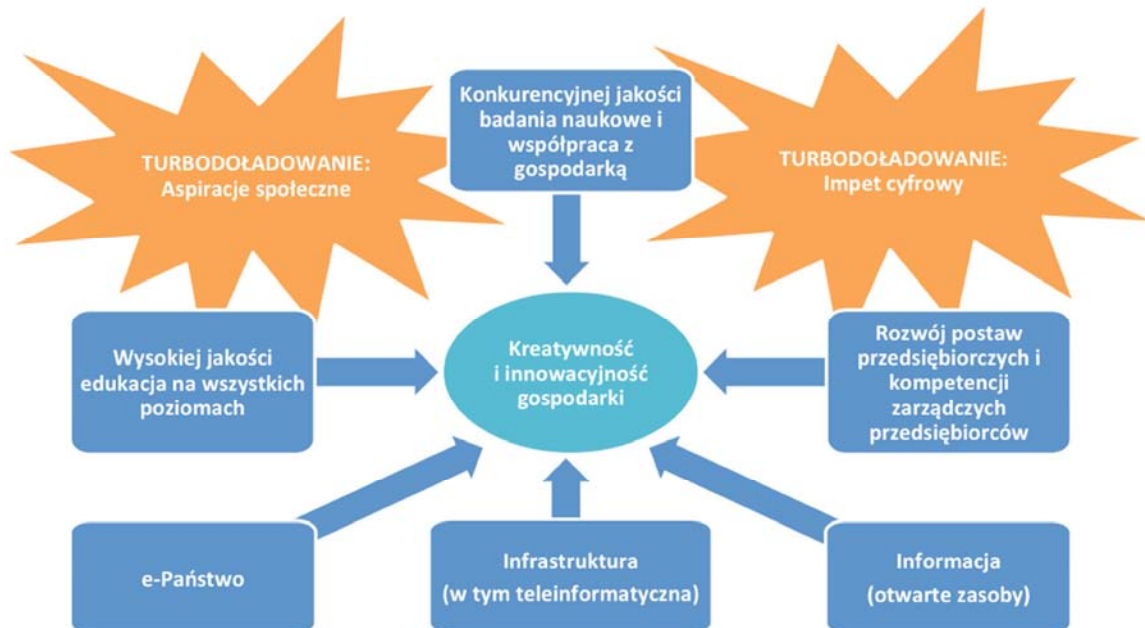 TURBODOŁADOWANIE:
Aspiracje społeczne
Konkurencyjnej jakości
badania naukowe i
współpraca z
gospodarką
TURBODOŁADOWANIE:
Impet cyfrowy
Wysokiej jakości
edukacja na wszystkich
poziomach
Kreatywność
i innowacyjność
gospodarki
Rozwój postaw
przedsiębiorczych i
kompetencji
zarządczych
przedsiębiorców
e-Państwo
Infrastruktura
(w tym teleinformatyczna)
Informacja
(otwarte zasoby)